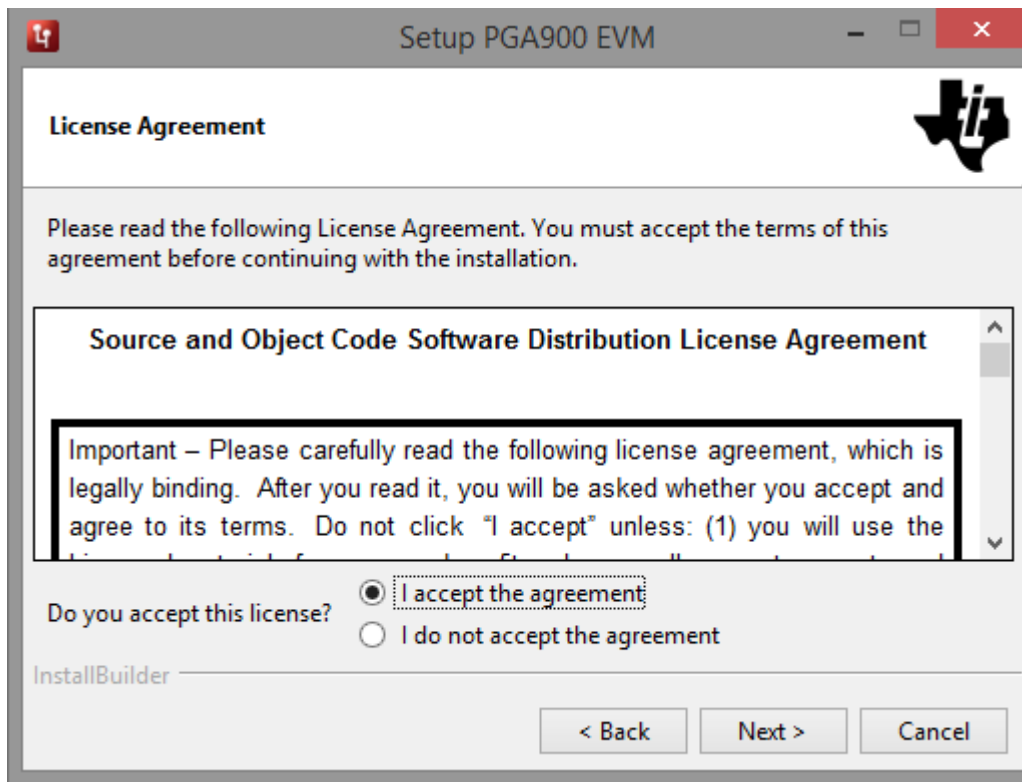 Setup PGA900 EVM
License Agreement
Please read the following License Agreement. You must accept the terms of this
agreement before continuing with the installation.
Source and Object Code Software Distribution License Agreement
Important – Please carefully read the following license agreement, which is
legally binding.  After you read it, you will be asked whether you accept and
agree to its terms.  Do not click “I accept” unless: (1) you will use the
Do you accept this license?
I accept the agreement
I do not accept the agreement
InstallBuilder
< Back
Next >
Cancel